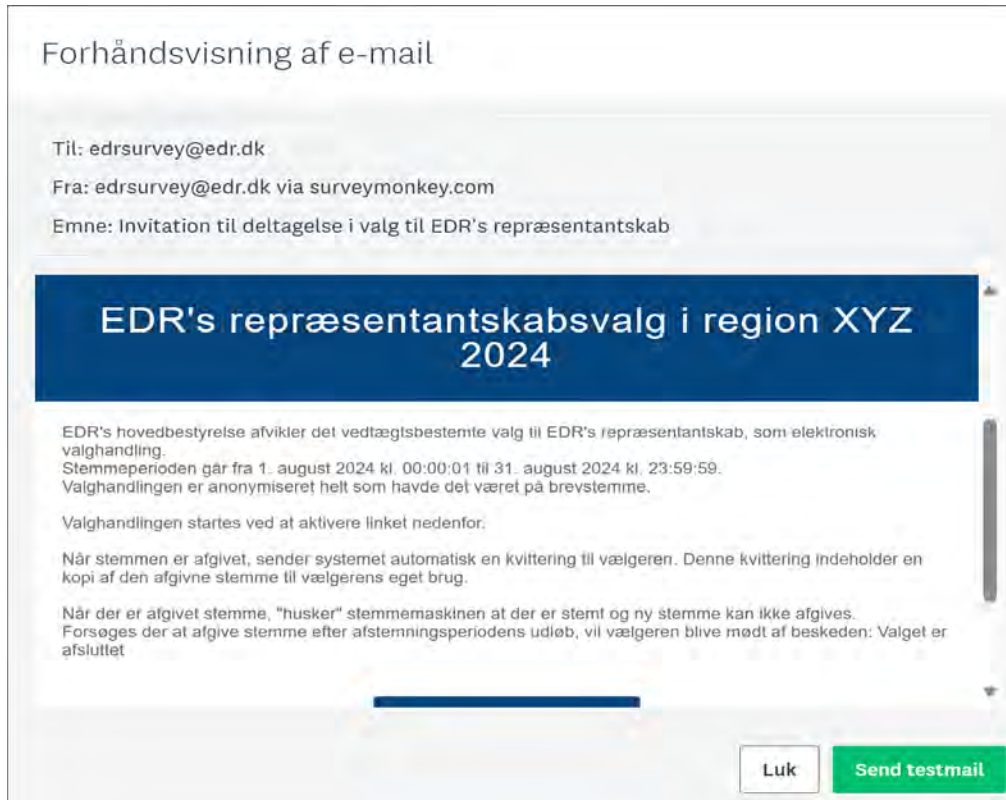 Forhåndsvisning af e-mail
Til: edrsurvey@edr.dk
Fra: edrsurvey@edr.dk via surveymonkey.com
Emne: Invitation til deltagelse i valg til EDR's repræsentantskab
EDR's repræsentantskabsvalg i region XYZ
2024
EDR's hovedbestyrelse afvikler det vedtægtsbestemte valg til EDR's repræsentantskab, som elektronisk
valghandling.
Stemmeperioden går fra 1. august 2024 kl. 00:00:01 til 31. august 2024 kl. 23:59:59.
Valghandlingen er anonymiseret helt som havde det været på brevstemme.
Valghandlingen startes ved at aktivere linket nedenfor.
Når stemmen er afgivet, sender systemet automatisk en kvittering til vælgeren. Denne kvittering indeholder en
kopi af den afgivne stemme til vælgerens eget brug.
Når der er afgivet stemme, "husker" stemmemaskinen at der er stemt og ny stemme kan ikke afgives.
Forsøges der at afgive stemme efter afstemningsperiodens udløb, vil vælgeren blive mødt af beskeden: Valget er
afsluttet
Luk
Send testmail